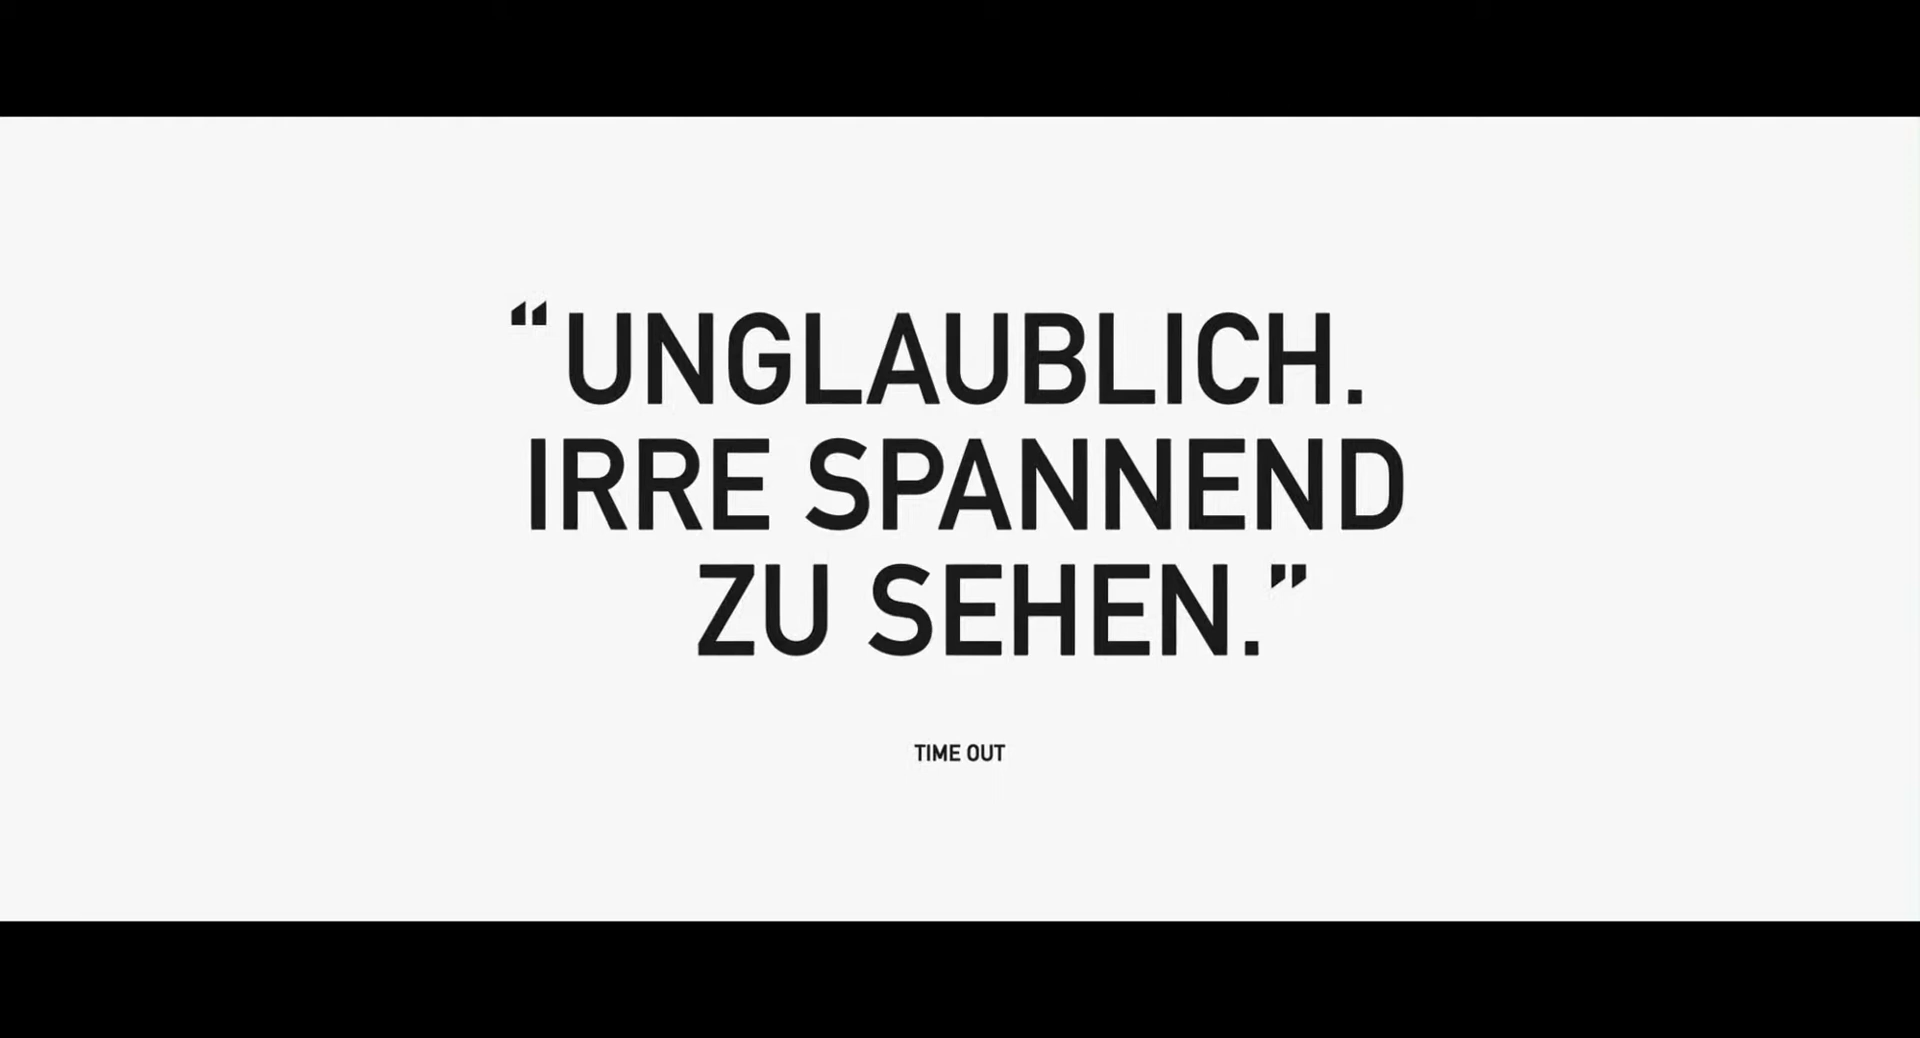 “UNGLAUBLICH.
IRRE SPANNEND
ZU SEHEN.”
TIME OUT